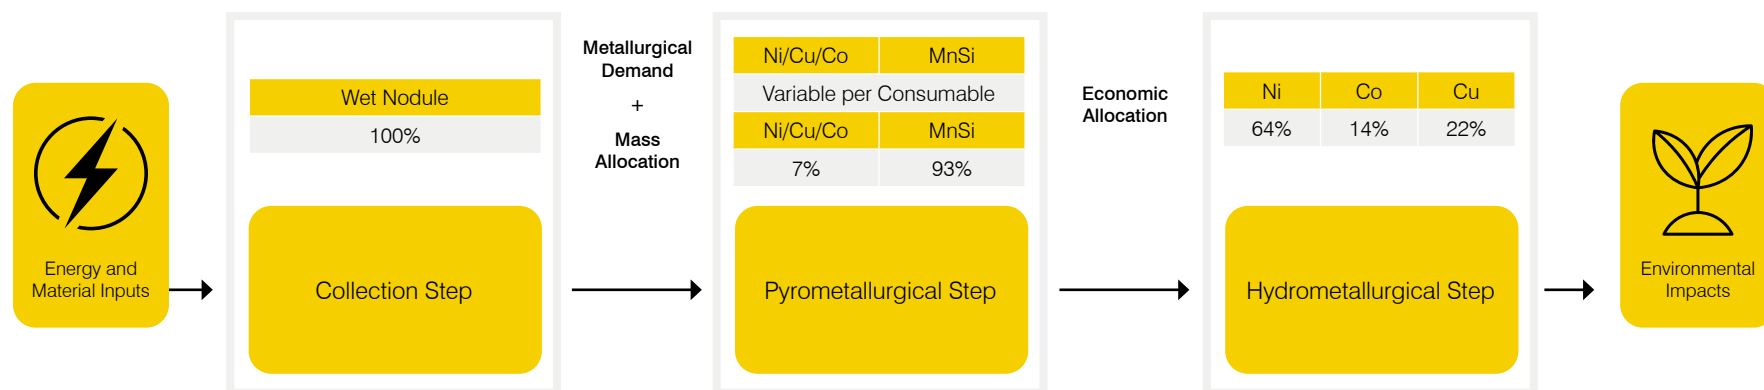 Energy and
Material Inputs
Wet Nodule
100%
Collection Step
Metallurgical
Demand
+
Mass
Allocation
Ni/Cu/Co MnSi
Variable per Consumable
Ni/Cu/Co MnSi
7% 93%
Pyrometallurgical Step
Economic
Allocation
Ni Co Cu
64% 14% 22%
Hydrometallurgical Step
Environmental
Impacts